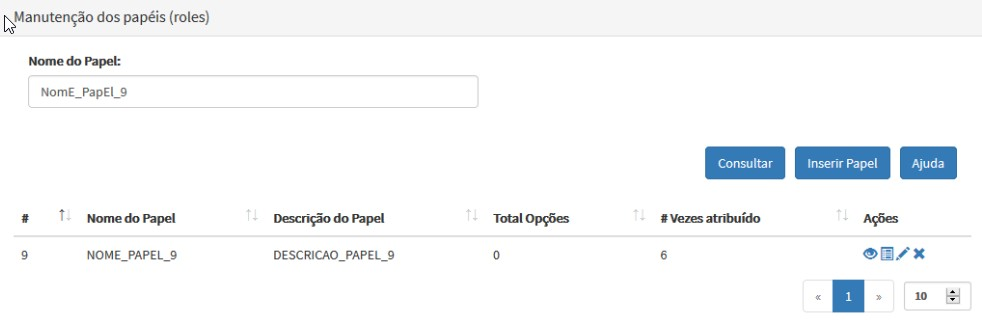 Manutenção dos papéis (roles)
Nome do Papel:
NomE_PapEl_9
Consultar Inserir Papel Ajuda
# Nome do Papel Descrição do Papel Total Opções # Vezes atribuído Ações
9 NOME_PAPEL_9 DESCRICAO_PAPEL_9 0 6
« 1 » 10